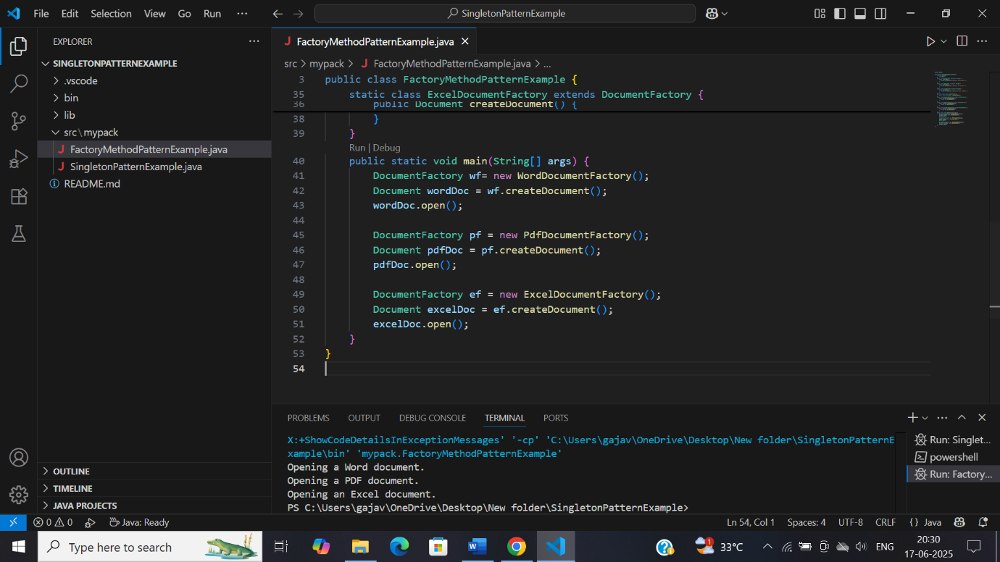 File Edit Selection View Go Run ··· SingletonPatternExample
EXPLORER ···
SINGLETONPATTERNEXAMPLE
.vscode
bin
lib
src\mypack
J FactoryMethodPatternExample.java
J SingletonPatternExample.java
README.md
OUTLINE
TIMELINE
JAVA PROJECTS
J FactoryMethodPatternExample.java
src > mypack > J FactoryMethodPatternExample.java > ...
3 public class FactoryMethodPatternExample {
35 static class ExcelDocumentFactory extends DocumentFactory {
36 public Document createDocument() {
38 }
39 }
Run | Debug
40 public static void main(String[] args) {
41 DocumentFactory wf= new WordDocumentFactory();
42 Document wordDoc = wf.createDocument();
43 wordDoc.open();
44
45 DocumentFactory pf = new PdfDocumentFactory();
46 Document pdfDoc = pf.createDocument();
47 pdfDoc.open();
48
49 DocumentFactory ef = new ExcelDocumentFactory();
50 Document excelDoc = ef.createDocument();
51 excelDoc.open();
52 }
53 }
54
PROBLEMS OUTPUT DEBUG CONSOLE TERMINAL PORTS
X:+ShowCodeDetailsInExceptionMessages' '-cp' 'C:\Users\gajav\OneDrive\Desktop\New folder\SingletonPatternE
xample\bin' 'mypack.FactoryMethodPatternExample'
Opening a Word document.
Opening a PDF document.
Opening an Excel document.
PS C:\Users\gajav\OneDrive\Desktop\New folder\SingletonPatternExample>
Run: Singlet...
powershell
Run: Factory...
0 0 Java: Ready Ln 54, Col 1 Spaces: 4 UTF-8 CRLF {} Java
Type here to search 1 33°C ENG 20:30
17-06-2025